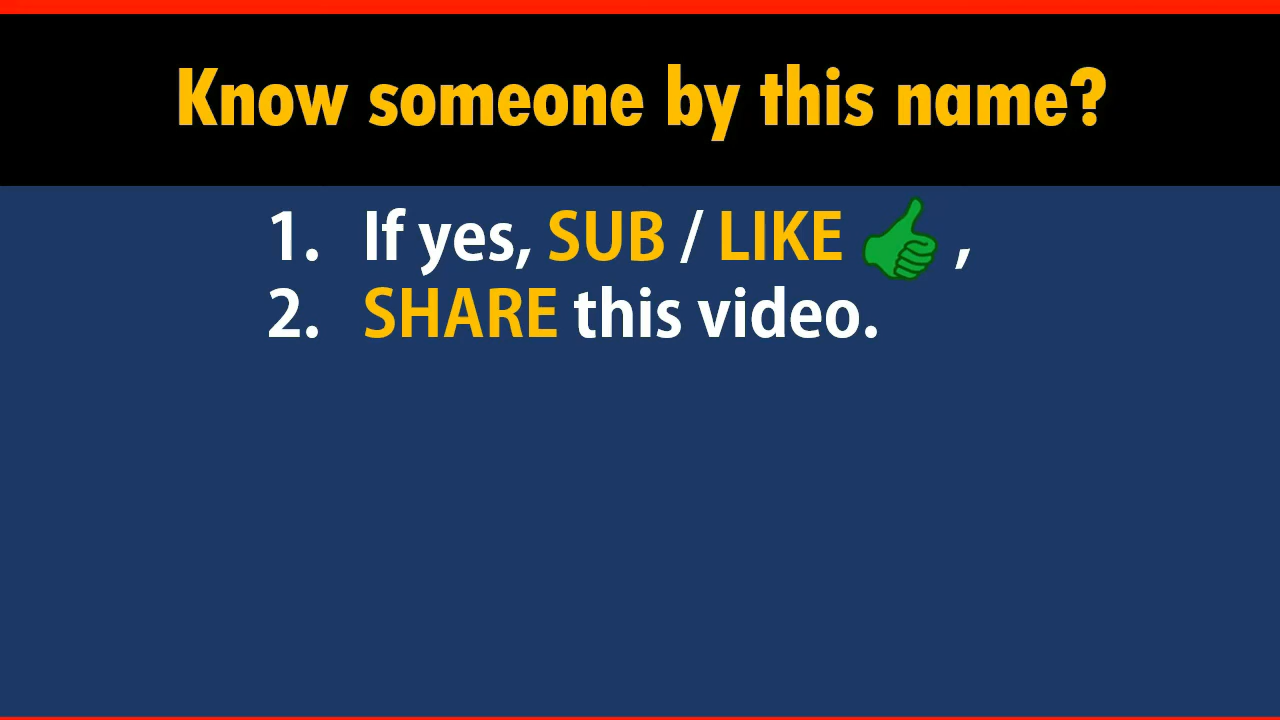 Know someone by this name?
1. If yes, SUB / LIKE ,
2. SHARE this video.